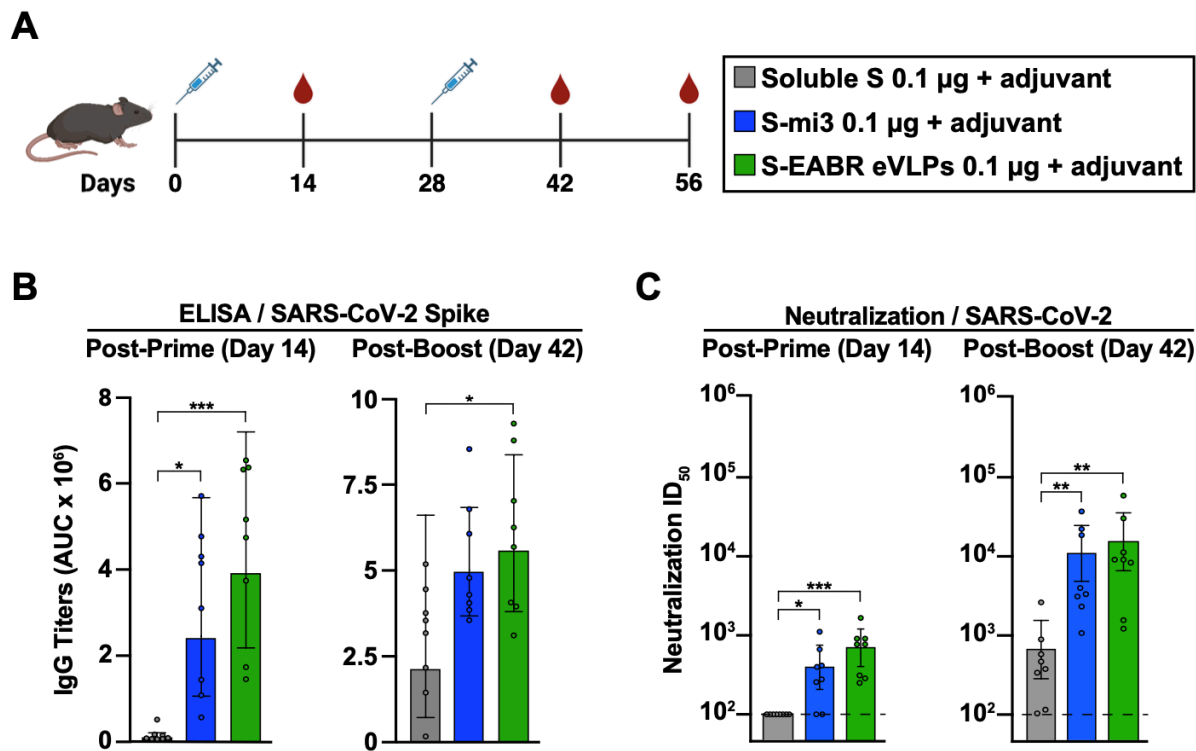 A
Soluble S 0.1 µg + adjuvant
S-mi3 0.1 µg + adjuvant
S-EABR eVLPs 0.1 µg + adjuvant
Days 0 14 28 42 56
B
ELISA / SARS-CoV-2 Spike
Post-Prime (Day 14) Post-Boost (Day 42)
IgG Titers (AUC x 10⁶)
8
6
4
2
0
***
*
10
7.5
5
2.5
0
*
C
Neutralization / SARS-CoV-2
Post-Prime (Day 14) Post-Boost (Day 42)
Neutralization ID₅₀
10⁶
10⁵
10⁴
10³
10²
***
*
10⁶
10⁵
10⁴
10³
10²
**
**